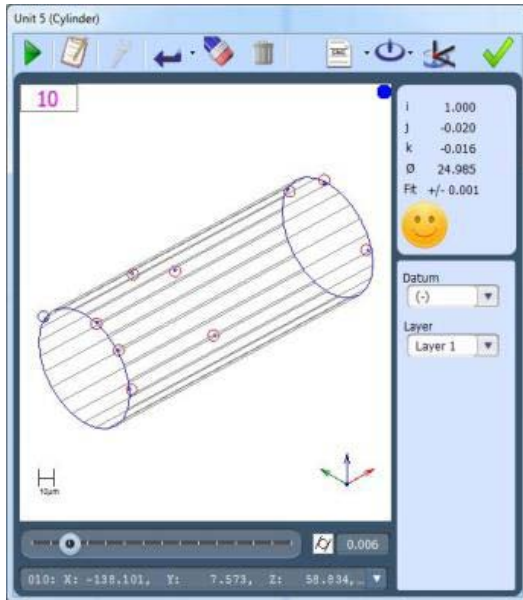 Unit 5 (Cylinder)
10
i 1.000
j -0.020
k -0.016
Ø 24.985
Fit +/- 0.001
Datum
(-)
Layer
Layer 1
10µm
0.006
010: X: -138.101, Y: 7.573, Z: 58.834,